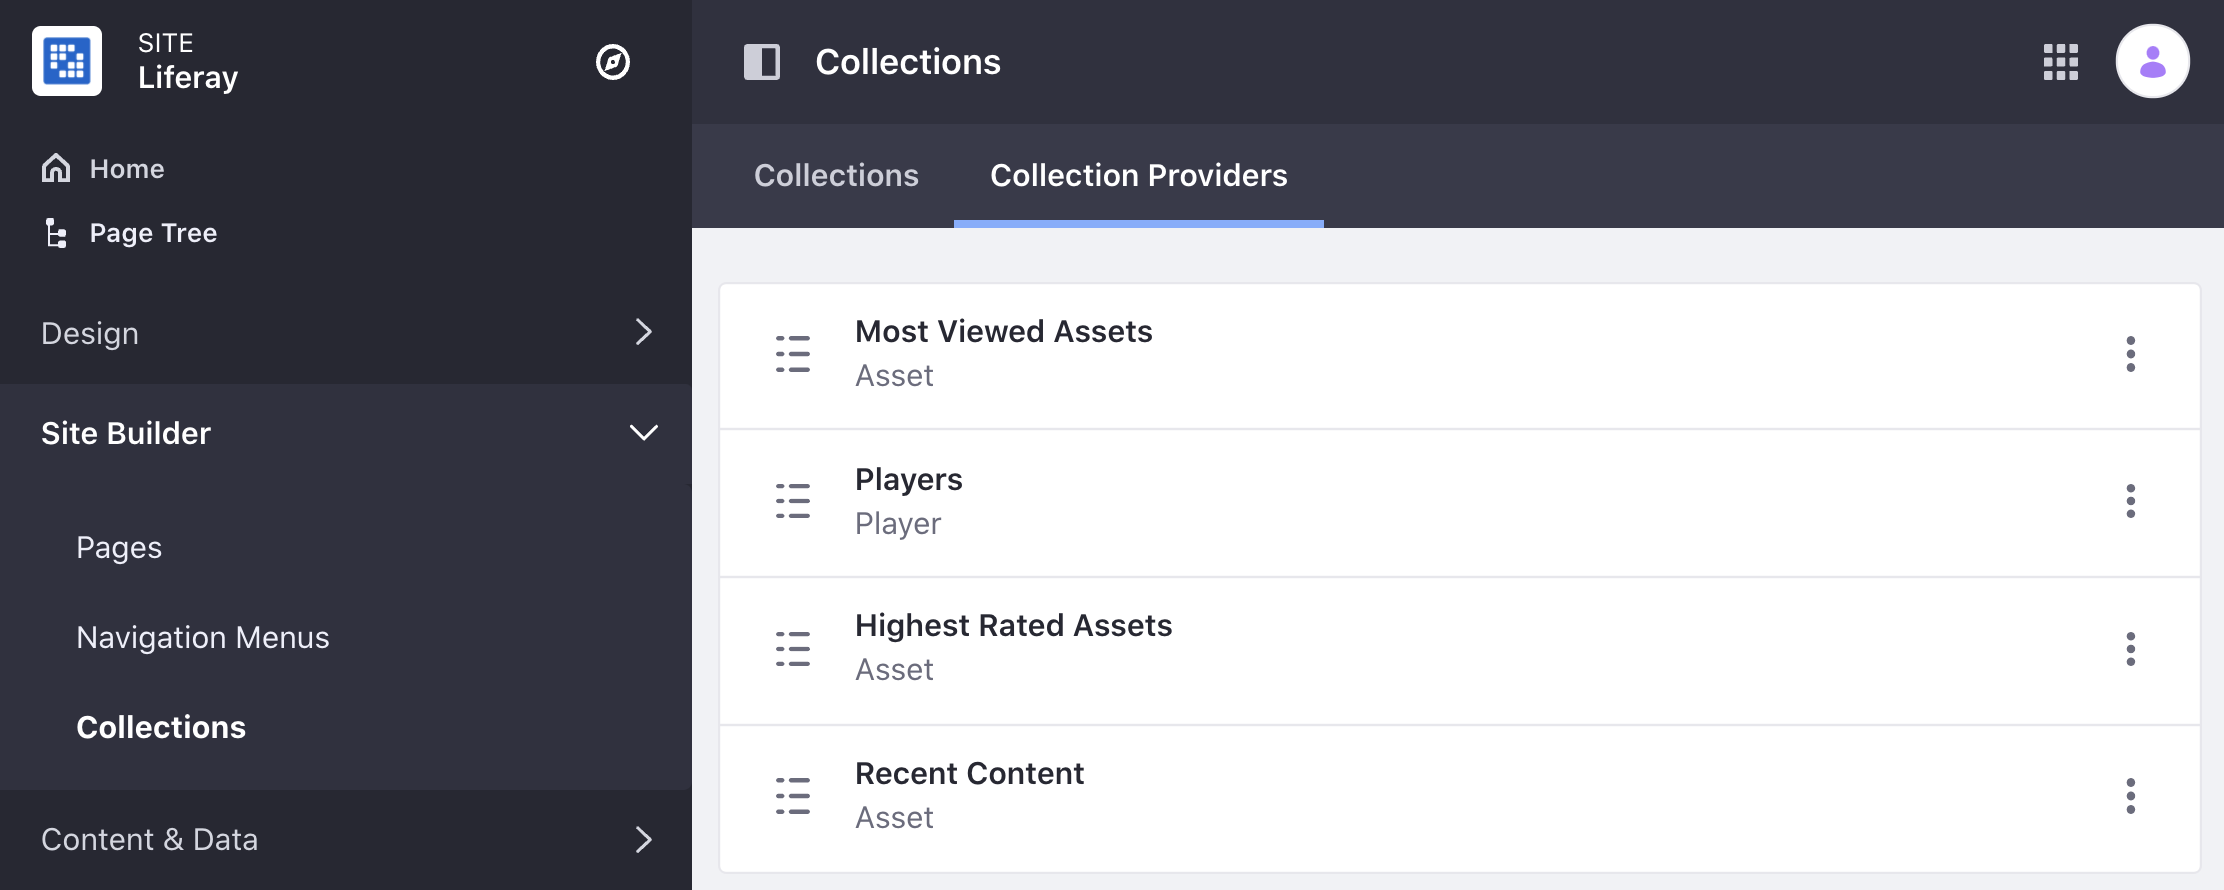 SITE
Liferay
Home
Page Tree
Design
Site Builder
Pages
Navigation Menus
Collections
Content & Data
Collections
Collections
Collection Providers
Most Viewed Assets
Asset
Players
Player
Highest Rated Assets
Asset
Recent Content
Asset